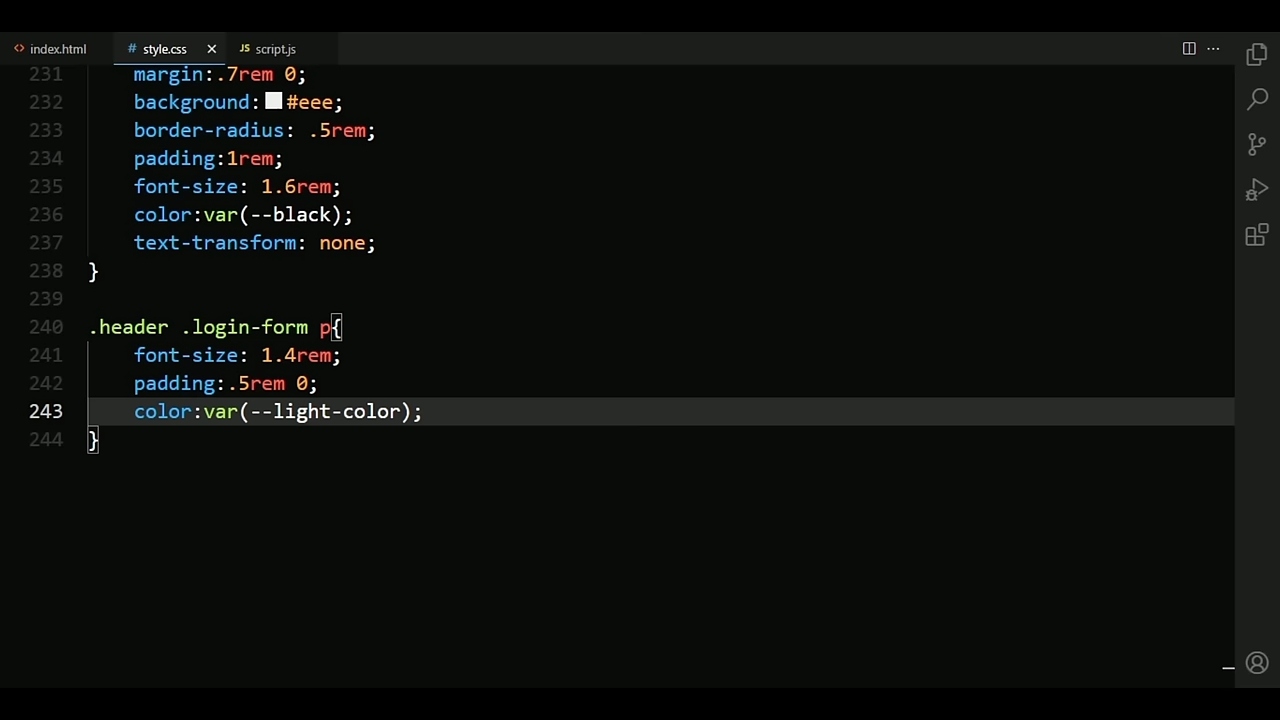 index.html
# style.css
JS script.js
231 margin:.7rem 0;
232 background: #eee;
233 border-radius: .5rem;
234 padding:1rem;
235 font-size: 1.6rem;
236 color:var(--black);
237 text-transform: none;
238 }
239
240 .header .login-form p{
241 font-size: 1.4rem;
242 padding:.5rem 0;
243 color:var(--light-color);
244 }